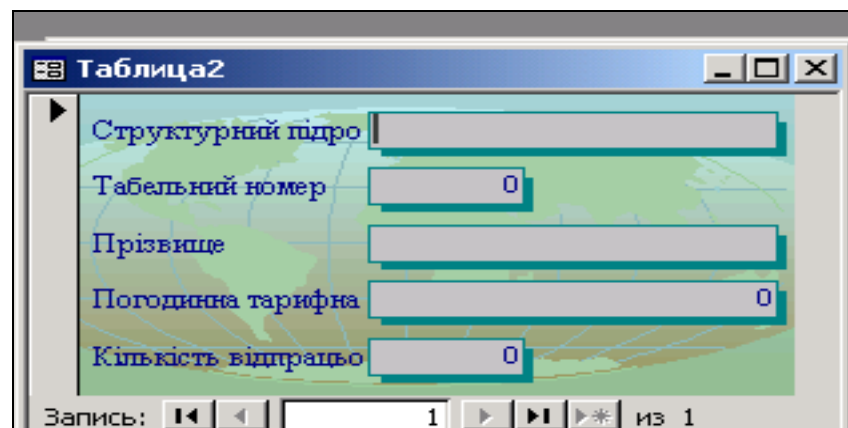 Таблица2
Структурний підро
Табельний номер 0
Прізвище
Погодинна тарифна 0
Кількість відпрацьо 0
Запись: 1 из 1